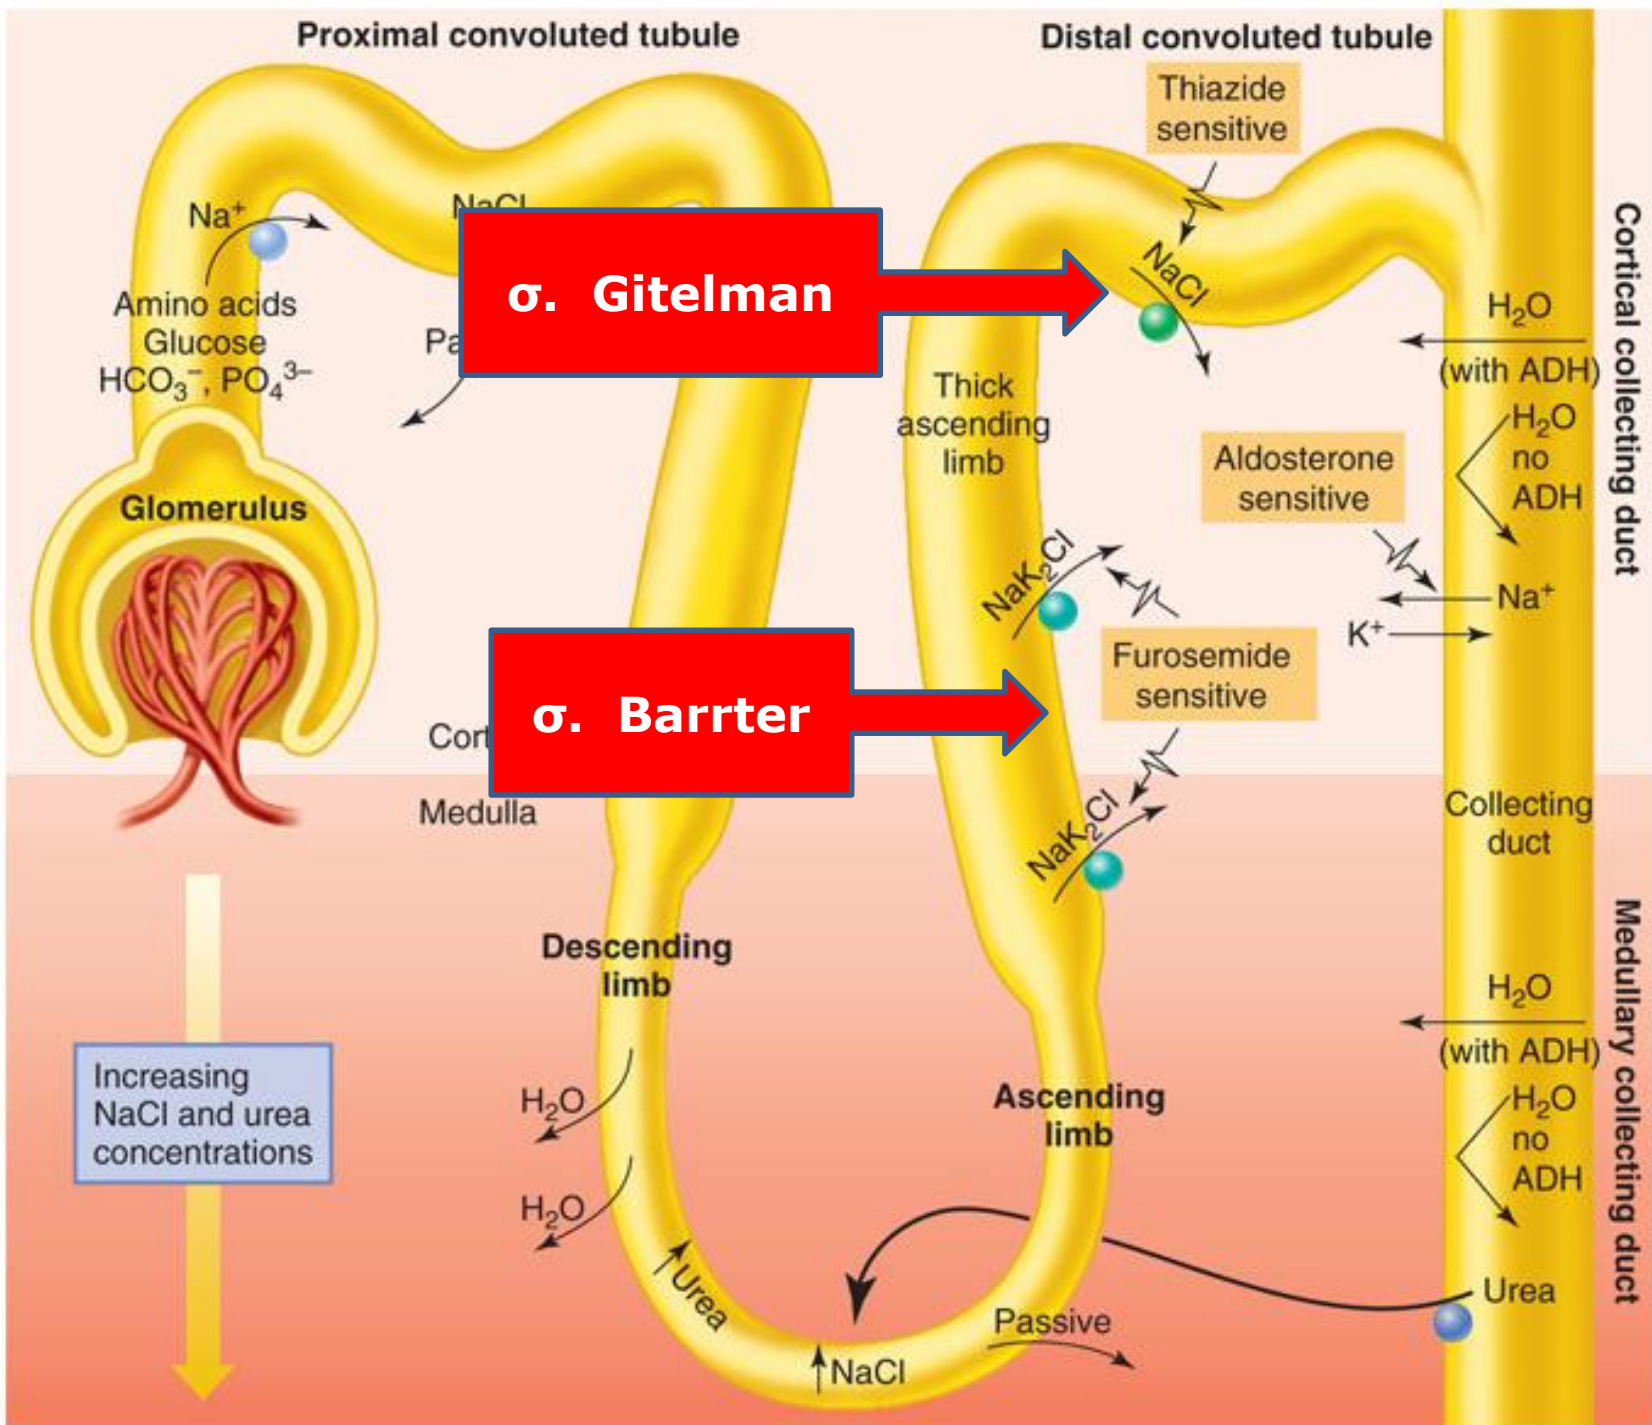 Proximal convoluted tubule
Distal convoluted tubule
Thiazide
sensitive
Na⁺
NaCl
Amino acids
Glucose
HCO₃⁻, PO₄³⁻
Pa
σ. Gitelman
NaCl
Thick
ascending
limb
H₂O
(with ADH)
H₂O
no
ADH
Cortical collecting duct
Aldosterone
sensitive
Glomerulus
NaK₂Cl
Na⁺
K⁺
Furosemide
sensitive
σ. Barrter
Cort
Medulla
NaK₂Cl
Collecting
duct
Descending
limb
H₂O
(with ADH)
H₂O
no
ADH
Medullary collecting duct
Increasing
NaCl and urea
concentrations
H₂O
H₂O
Ascending
limb
Urea
NaCl
Passive
Urea